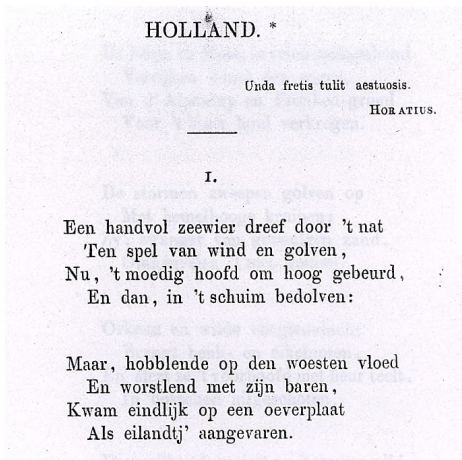 HOLLAND. *
Unda fretis tulit aestuosis.
HORATIUS.
I.
Een handvol zeewier dreef door 't nat
'Ten spel van wind en golven,
Nu, 't moedig hoofd om hoog gebeurd,
En dan, in 't schuim bedolven:
Maar, hobblende op den woesten vloed
En worstlend met zijn baren,
Kwam eindlijk op een oeverplaat
Als eilandtj' aangevaren.